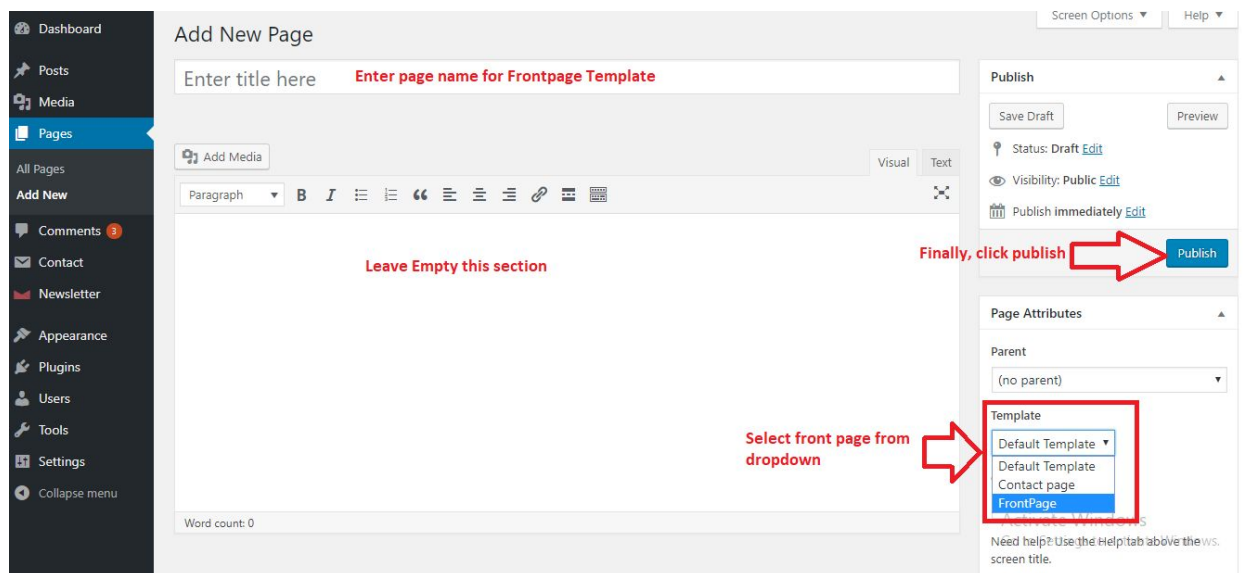 Dashboard
Posts
Media
Pages
All Pages
Add New
Comments 3
Contact
Newsletter
Appearance
Plugins
Users
Tools
Settings
Collapse menu
Screen Options ▼
Help ▼
Add New Page
Enter title here
Enter page name for Frontpage Template
Add Media
Visual
Text
Paragraph ▼ B I
Leave Empty this section
Word count: 0
Publish
Save Draft
Preview
Status: Draft Edit
Visibility: Public Edit
Publish immediately Edit
Finally, click publish
Publish
Page Attributes
Parent
(no parent)
Template
Select front page from
dropdown
Default Template
Default Template
Contact page
FrontPage
Activate Windows
Need help? Use the Help tab above the
screen title.